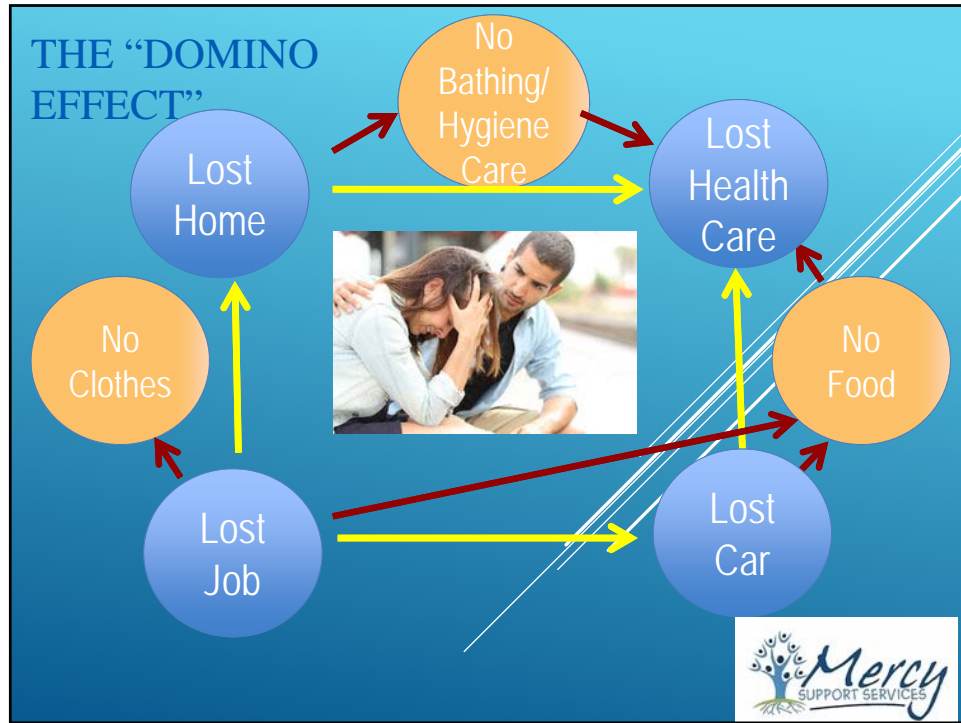 THE “DOMINO
EFFECT”
No
Bathing/
Hygiene
Care
Lost
Home
Lost
Health
Care
No
Clothes
No
Food
Lost
Job
Lost
Car
Mercy
SUPPORT SERVICES